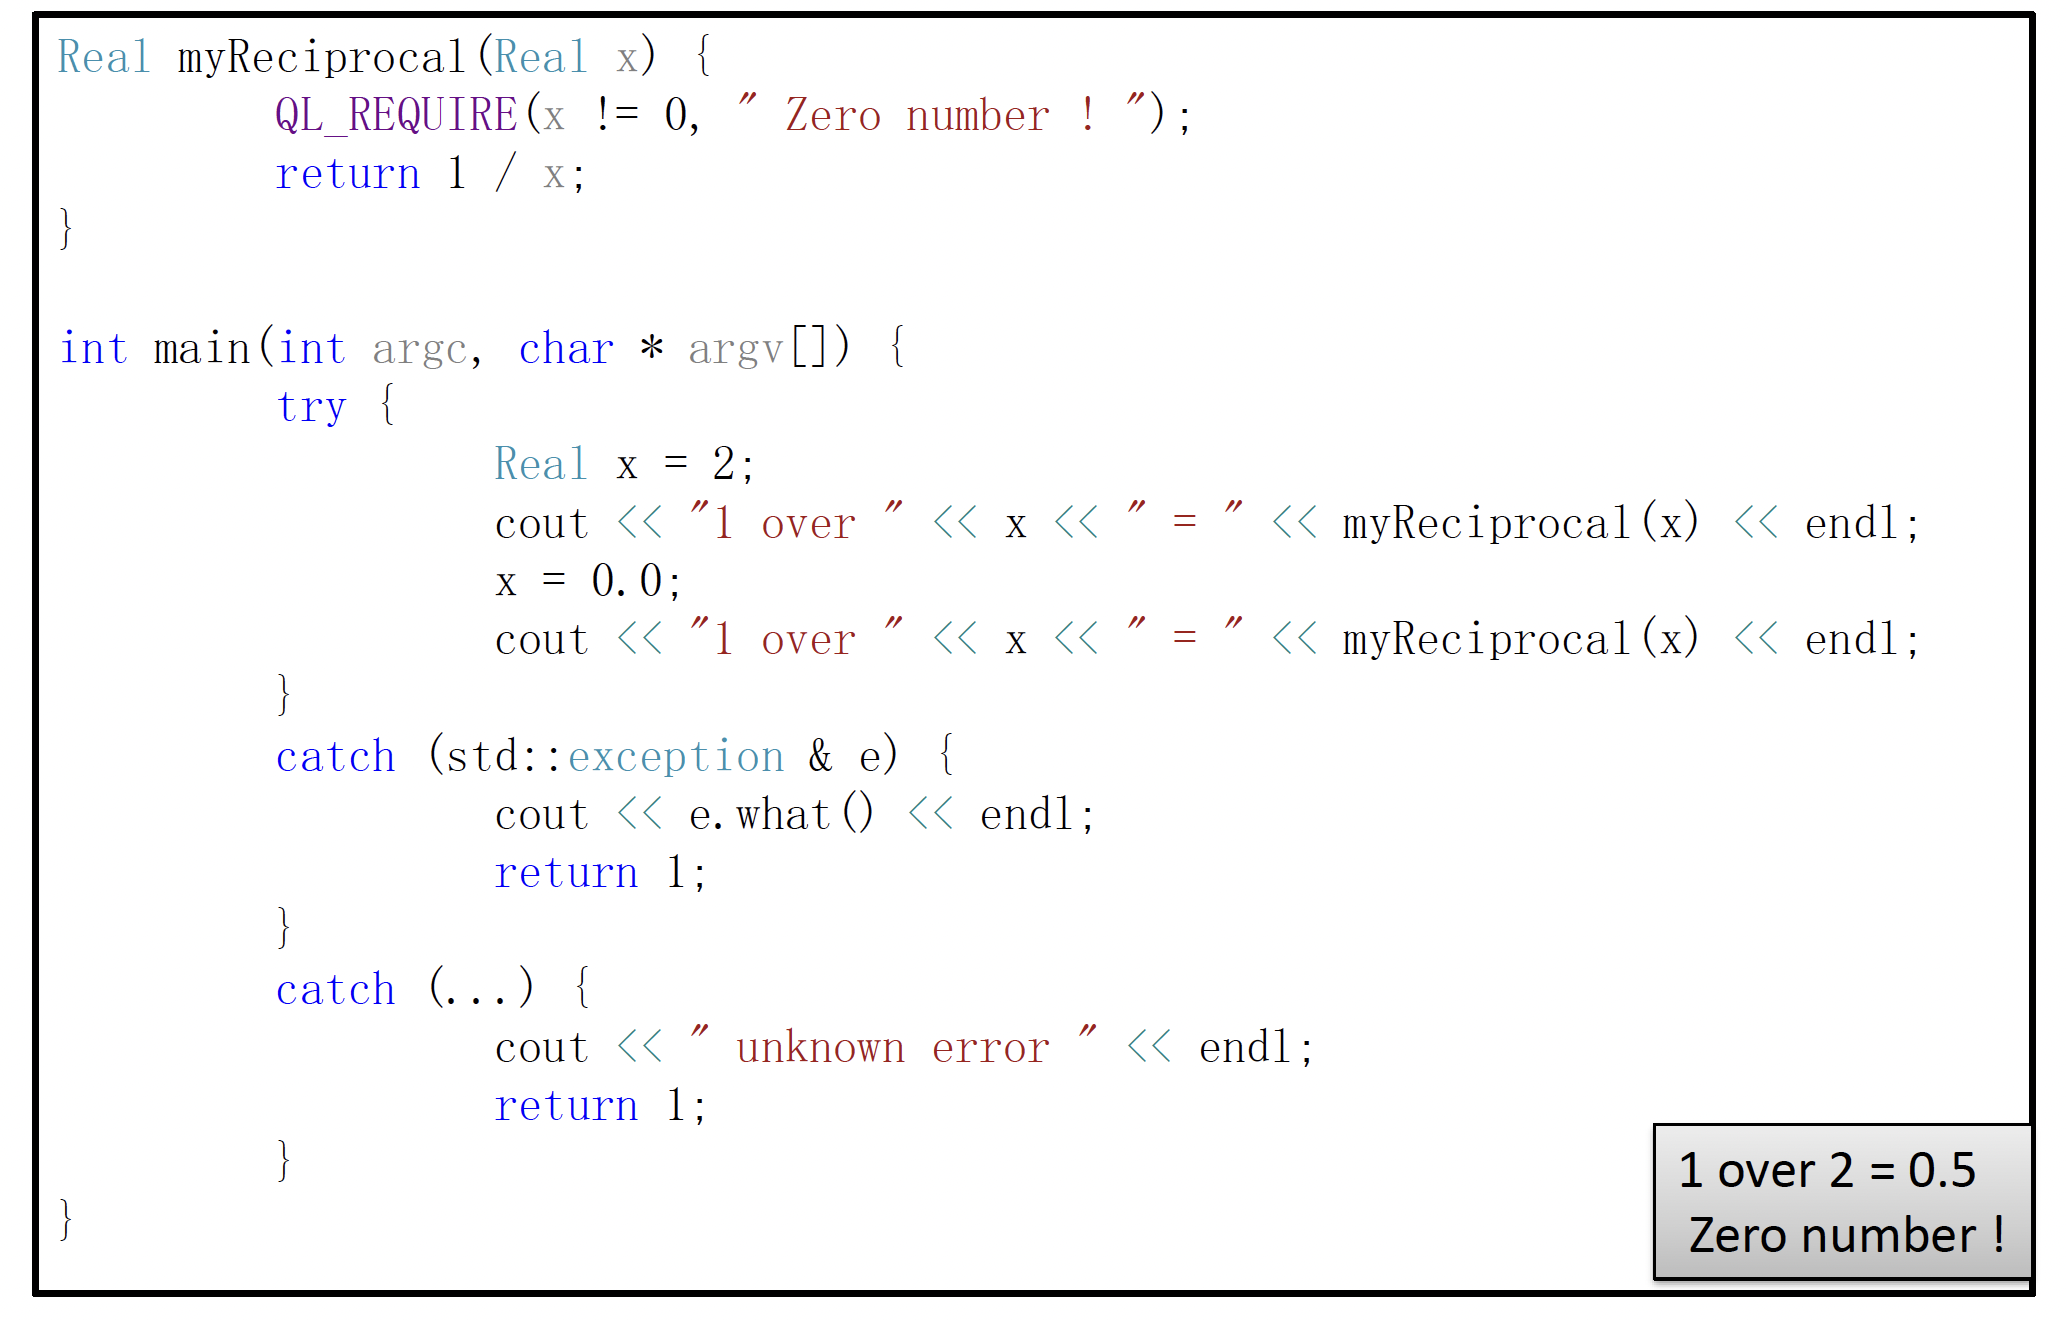 Real myReciprocal(Real x) {
        QL_REQUIRE(x != 0, " Zero number ! ");
        return 1 / x;
}

int main(int argc, char * argv[]) {
        try {
                Real x = 2;
                cout << "1 over " << x << " = " << myReciprocal(x) << endl;
                x = 0.0;
                cout << "1 over " << x << " = " << myReciprocal(x) << endl;
        }
        catch (std::exception & e) {
                cout << e.what() << endl;
                return 1;
        }
        catch (...) {
                cout << " unknown error " << endl;
                return 1;
        }
}
1 over 2 = 0.5
 Zero number !